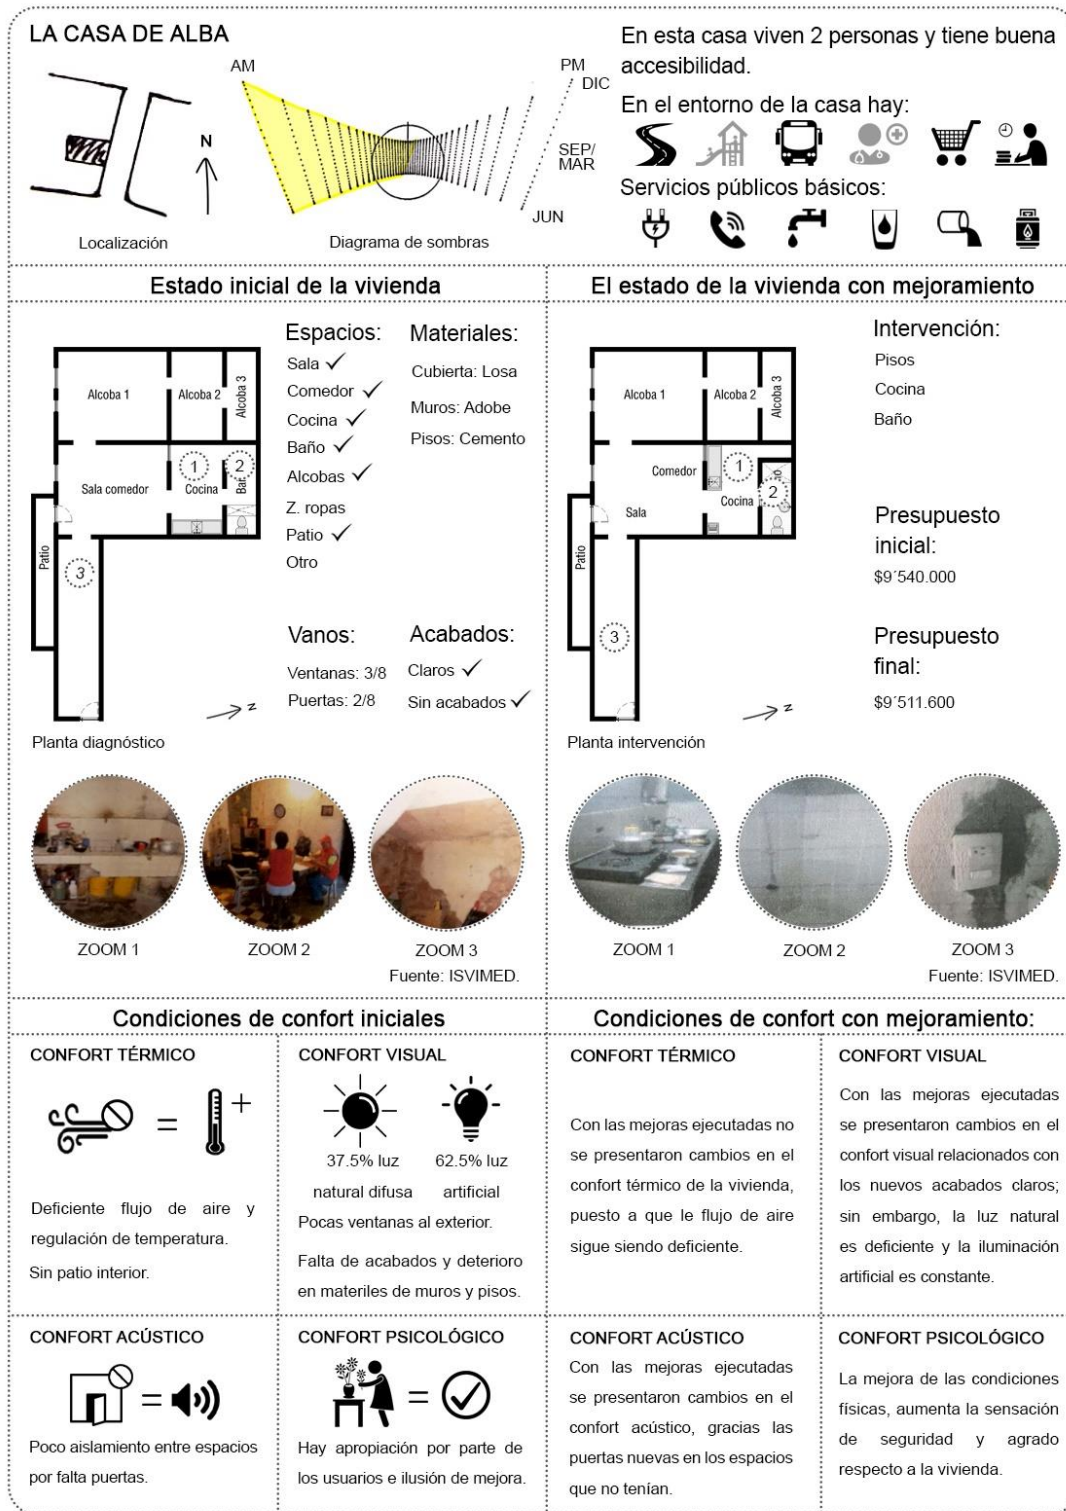 LA CASA DE ALBA
AM
PM
DIC
SEP/
MAR
JUN
N
Localización
Diagrama de sombras
En esta casa viven 2 personas y tiene buena
accesibilidad.
En el entorno de la casa hay:
Servicios públicos básicos:
Estado inicial de la vivienda
Alcoba 1
Alcoba 2
Alcoba 3
Sala comedor
1
Cocina
2
Patio
3
N
Planta diagnóstico
Espacios:
Sala ✓
Comedor ✓
Cocina ✓
Baño ✓
Alcobas ✓
Z. ropas
Patio ✓
Otro
Materiales:
Cubierta: Losa
Muros: Adobe
Pisos: Cemento
Vanos:
Ventanas: 3/8
Puertas: 2/8
Acabados:
Claros ✓
Sin acabados ✓
ZOOM 1
ZOOM 2
ZOOM 3
Fuente: ISVIMED.
El estado de la vivienda con mejoramiento
Alcoba 1
Alcoba 2
Alcoba 3
Comedor
1
Cocina
2
Sala
Patio
3
N
Planta intervención
Intervención:
Pisos
Cocina
Baño
Presupuesto
inicial:
$9´540.000
Presupuesto
final:
$9´511.600
ZOOM 1
ZOOM 2
ZOOM 3
Fuente: ISVIMED.
Condiciones de confort iniciales
CONFORT TÉRMICO
=
+
Deficiente flujo de aire y
regulación de temperatura.
Sin patio interior.
CONFORT VISUAL
37.5% luz
natural difusa
62.5% luz
artificial
Pocas ventanas al exterior.
Falta de acabados y deterioro
en materiles de muros y pisos.
CONFORT ACÚSTICO
=
Poco aislamiento entre espacios
por falta puertas.
CONFORT PSICOLÓGICO
=
Hay apropiación por parte de
los usuarios e ilusión de mejora.
Condiciones de confort con mejoramiento:
CONFORT TÉRMICO
Con las mejoras ejecutadas no
se presentaron cambios en el
confort térmico de la vivienda,
puesto a que le flujo de aire
sigue siendo deficiente.
CONFORT VISUAL
Con las mejoras ejecutadas
se presentaron cambios en el
confort visual relacionados con
los nuevos acabados claros;
sin embargo, la luz natural
es deficiente y la iluminación
artificial es constante.
CONFORT ACÚSTICO
Con las mejoras ejecutadas
se presentaron cambios en el
confort acústico, gracias las
puertas nuevas en los espacios
que no tenían.
CONFORT PSICOLÓGICO
La mejora de las condiciones
físicas, aumenta la sensación
de seguridad y agrado
respecto a la vivienda.